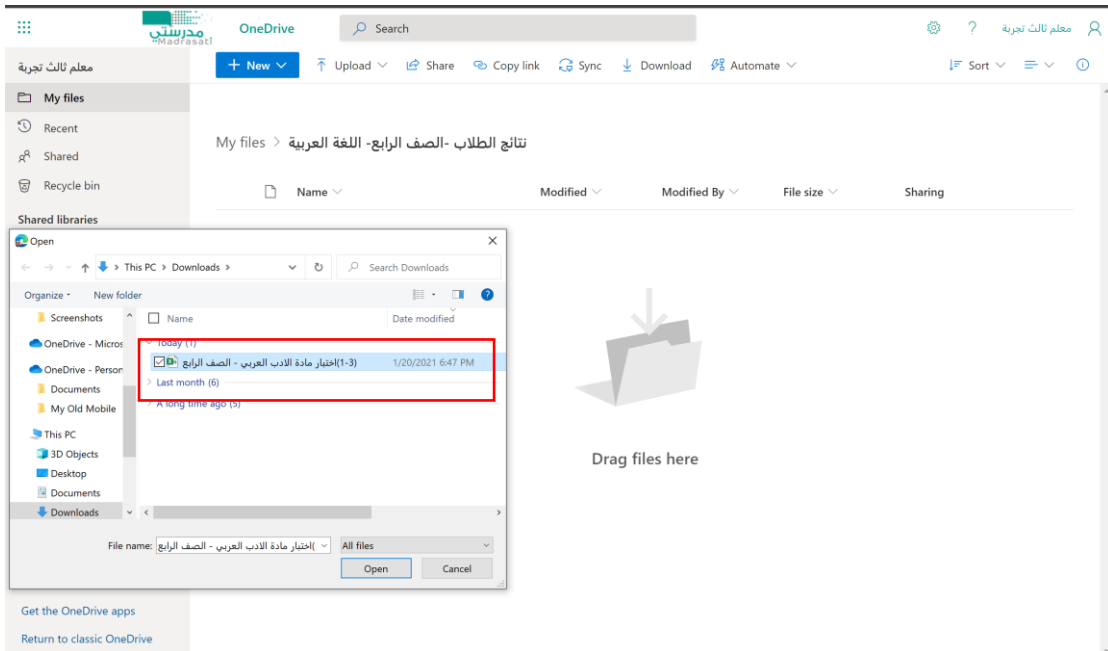 مدرستي
Madrasati
OneDrive
Search
معلم ثالث تجربة
معلم ثالث تجربة
New
Upload
Share
Copy link
Sync
Download
Automate
Sort
My files
Recent
Shared
Recycle bin
Shared libraries
My files > نتائج الطلاب -الصف الرابع- اللغة العربية
Name
Modified
Modified By
File size
Sharing
Open
This PC > Downloads >
Search Downloads
Organize
New folder
Screenshots
OneDrive - Micros
OneDrive - Person
Documents
My Old Mobile
This PC
3D Objects
Desktop
Documents
Downloads
Name
Date modified
Today (1)
اختبار مادة الادب العربي - الصف الرابع(1-3)
1/20/2021 6:47 PM
Last month (6)
A long time ago (5)
File name:
اختبار مادة الادب العربي - الصف الرابع(
All files
Open
Cancel
Drag files here
Get the OneDrive apps
Return to classic OneDrive